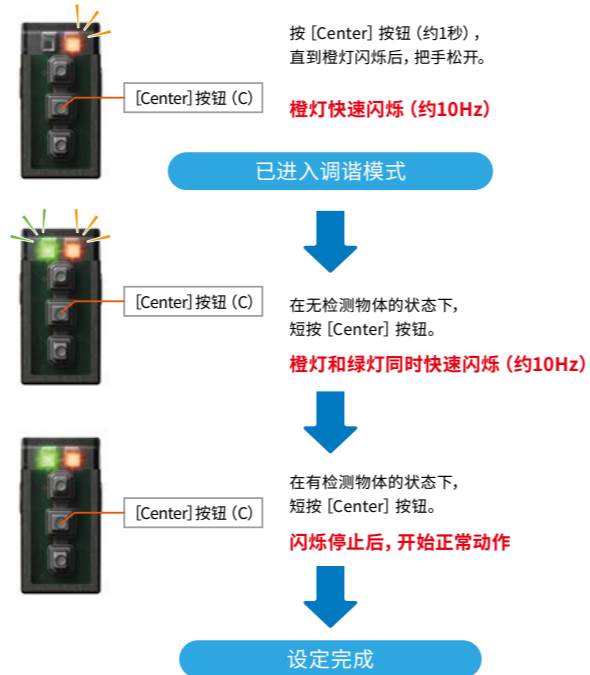 按 [Center] 按钮 (约1秒) ，
直到橙灯闪烁后，把手松开。
[Center]按钮 (C)
橙灯快速闪烁 (约10Hz)
已进入调谐模式
[Center]按钮 (C)
在无检测物体的状态下，
短按 [Center] 按钮。
橙灯和绿灯同时快速闪烁 (约10Hz)
在有检测物体的状态下，
短按 [Center] 按钮。
[Center]按钮 (C)
闪烁停止后，开始正常动作
设定完成